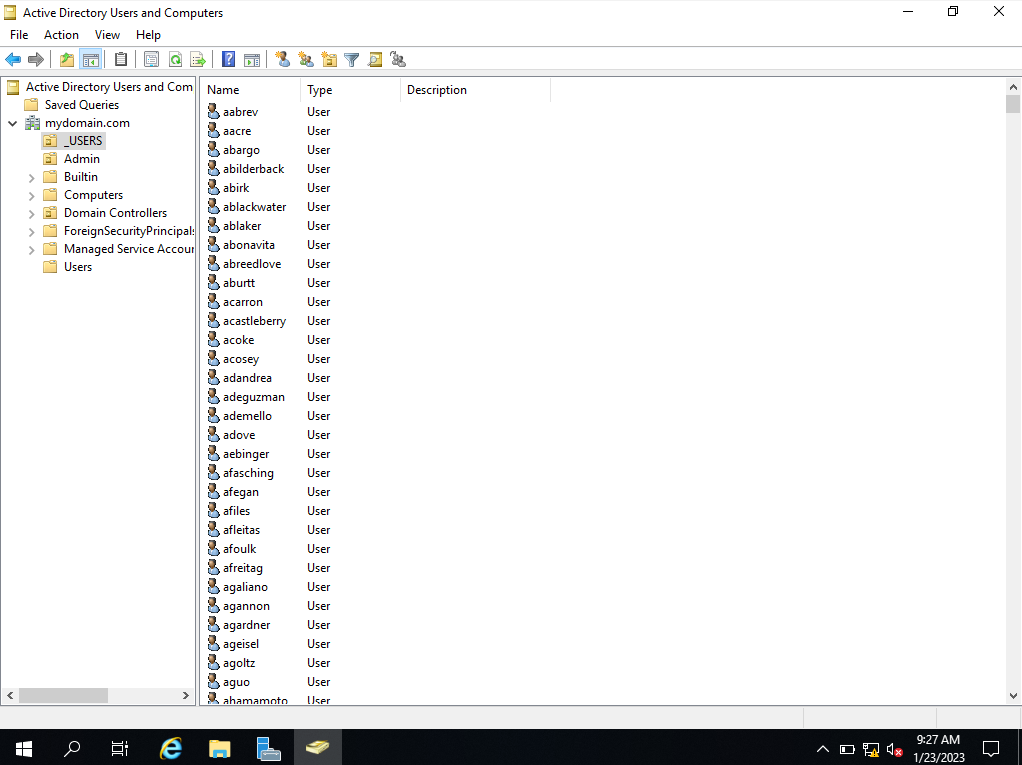 Active Directory Users and Computers
File Action View Help
Active Directory Users and Com
Saved Queries
mydomain.com
_USERS
Admin
Builtin
Computers
Domain Controllers
ForeignSecurityPrincipals
Managed Service Accour
Users
Name Type Description
aabrev User
aacre User
abargo User
abilderback User
abirk User
ablackwater User
ablaker User
abonavita User
abreedlove User
aburtt User
acarron User
acastleberry User
acoke User
acosey User
adandrea User
adeguzman User
ademello User
adove User
aebinger User
afasching User
afegan User
afiles User
afleitas User
afoulk User
afreitag User
agaliano User
agannon User
agardner User
ageisel User
agoltz User
aguo User
ahamamoto User
9:27 AM
1/23/2023